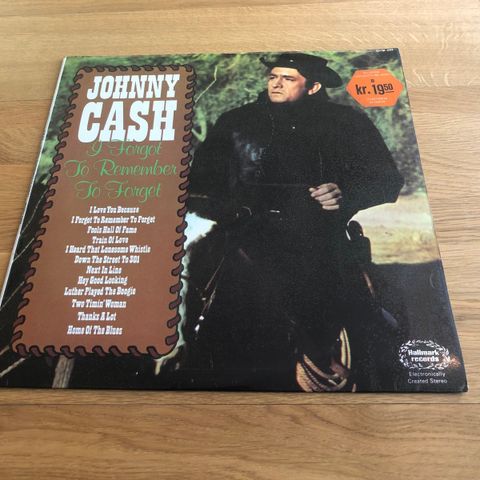 JOHNNY
CASH
I Forgot
To Remember
To Forget
I Love You Because
I Forgot To Remember To Forget
Fools Hall Of Fame
Train Of Love
I Heard That Lonesome Whistle
Down The Street To 301
Next In Line
Hey Good Looking
Luther Played The Boogie
Two Timin' Woman
Thanks A Lot
Home Of The Blues
kr. 1950
Hallmark
records
Electronically
Created Stereo